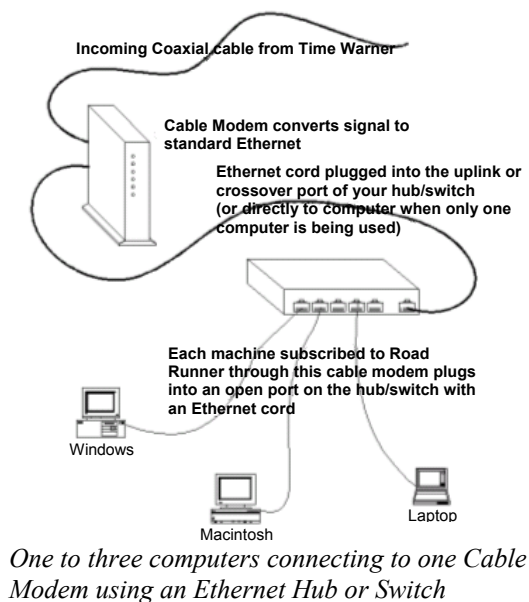 Incoming Coaxial cable from Time Warner
Cable Modem converts signal to
standard Ethernet
Ethernet cord plugged into the uplink or
crossover port of your hub/switch
(or directly to computer when only one
computer is being used)
Each machine subscribed to Road
Runner through this cable modem plugs
into an open port on the hub/switch with
an Ethernet cord
Windows
Macintosh
Laptop
One to three computers connecting to one Cable
Modem using an Ethernet Hub or Switch